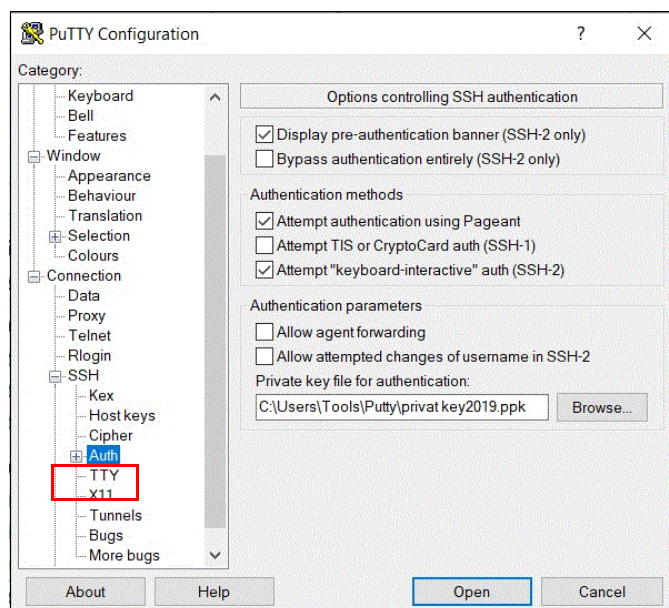 PuTTY Configuration
?
Category:
Keyboard
Bell
Features
Window
Appearance
Behaviour
Translation
Selection
Colours
Connection
Data
Proxy
Telnet
Rlogin
SSH
Kex
Host keys
Cipher
Auth
TTY
X11
Tunnels
Bugs
More bugs
Options controlling SSH authentication
Display pre-authentication banner (SSH-2 only)
Bypass authentication entirely (SSH-2 only)
Authentication methods
Attempt authentication using Pageant
Attempt TIS or CryptoCard auth (SSH-1)
Attempt "keyboard-interactive" auth (SSH-2)
Authentication parameters
Allow agent forwarding
Allow attempted changes of username in SSH-2
Private key file for authentication:
C:\Users\Tools\Putty\privat key2019.ppk
Browse...
About
Help
Open
Cancel